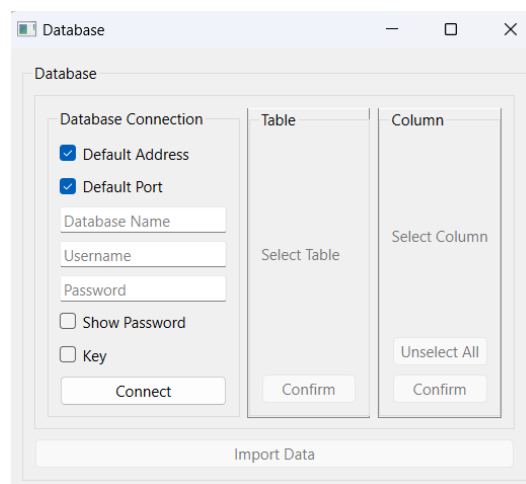 Database
Database
Database Connection
Default Address
Default Port
Database Name
Username
Password
Show Password
Key
Connect
Table
Select Table
Confirm
Column
Select Column
Unselect All
Confirm
Import Data